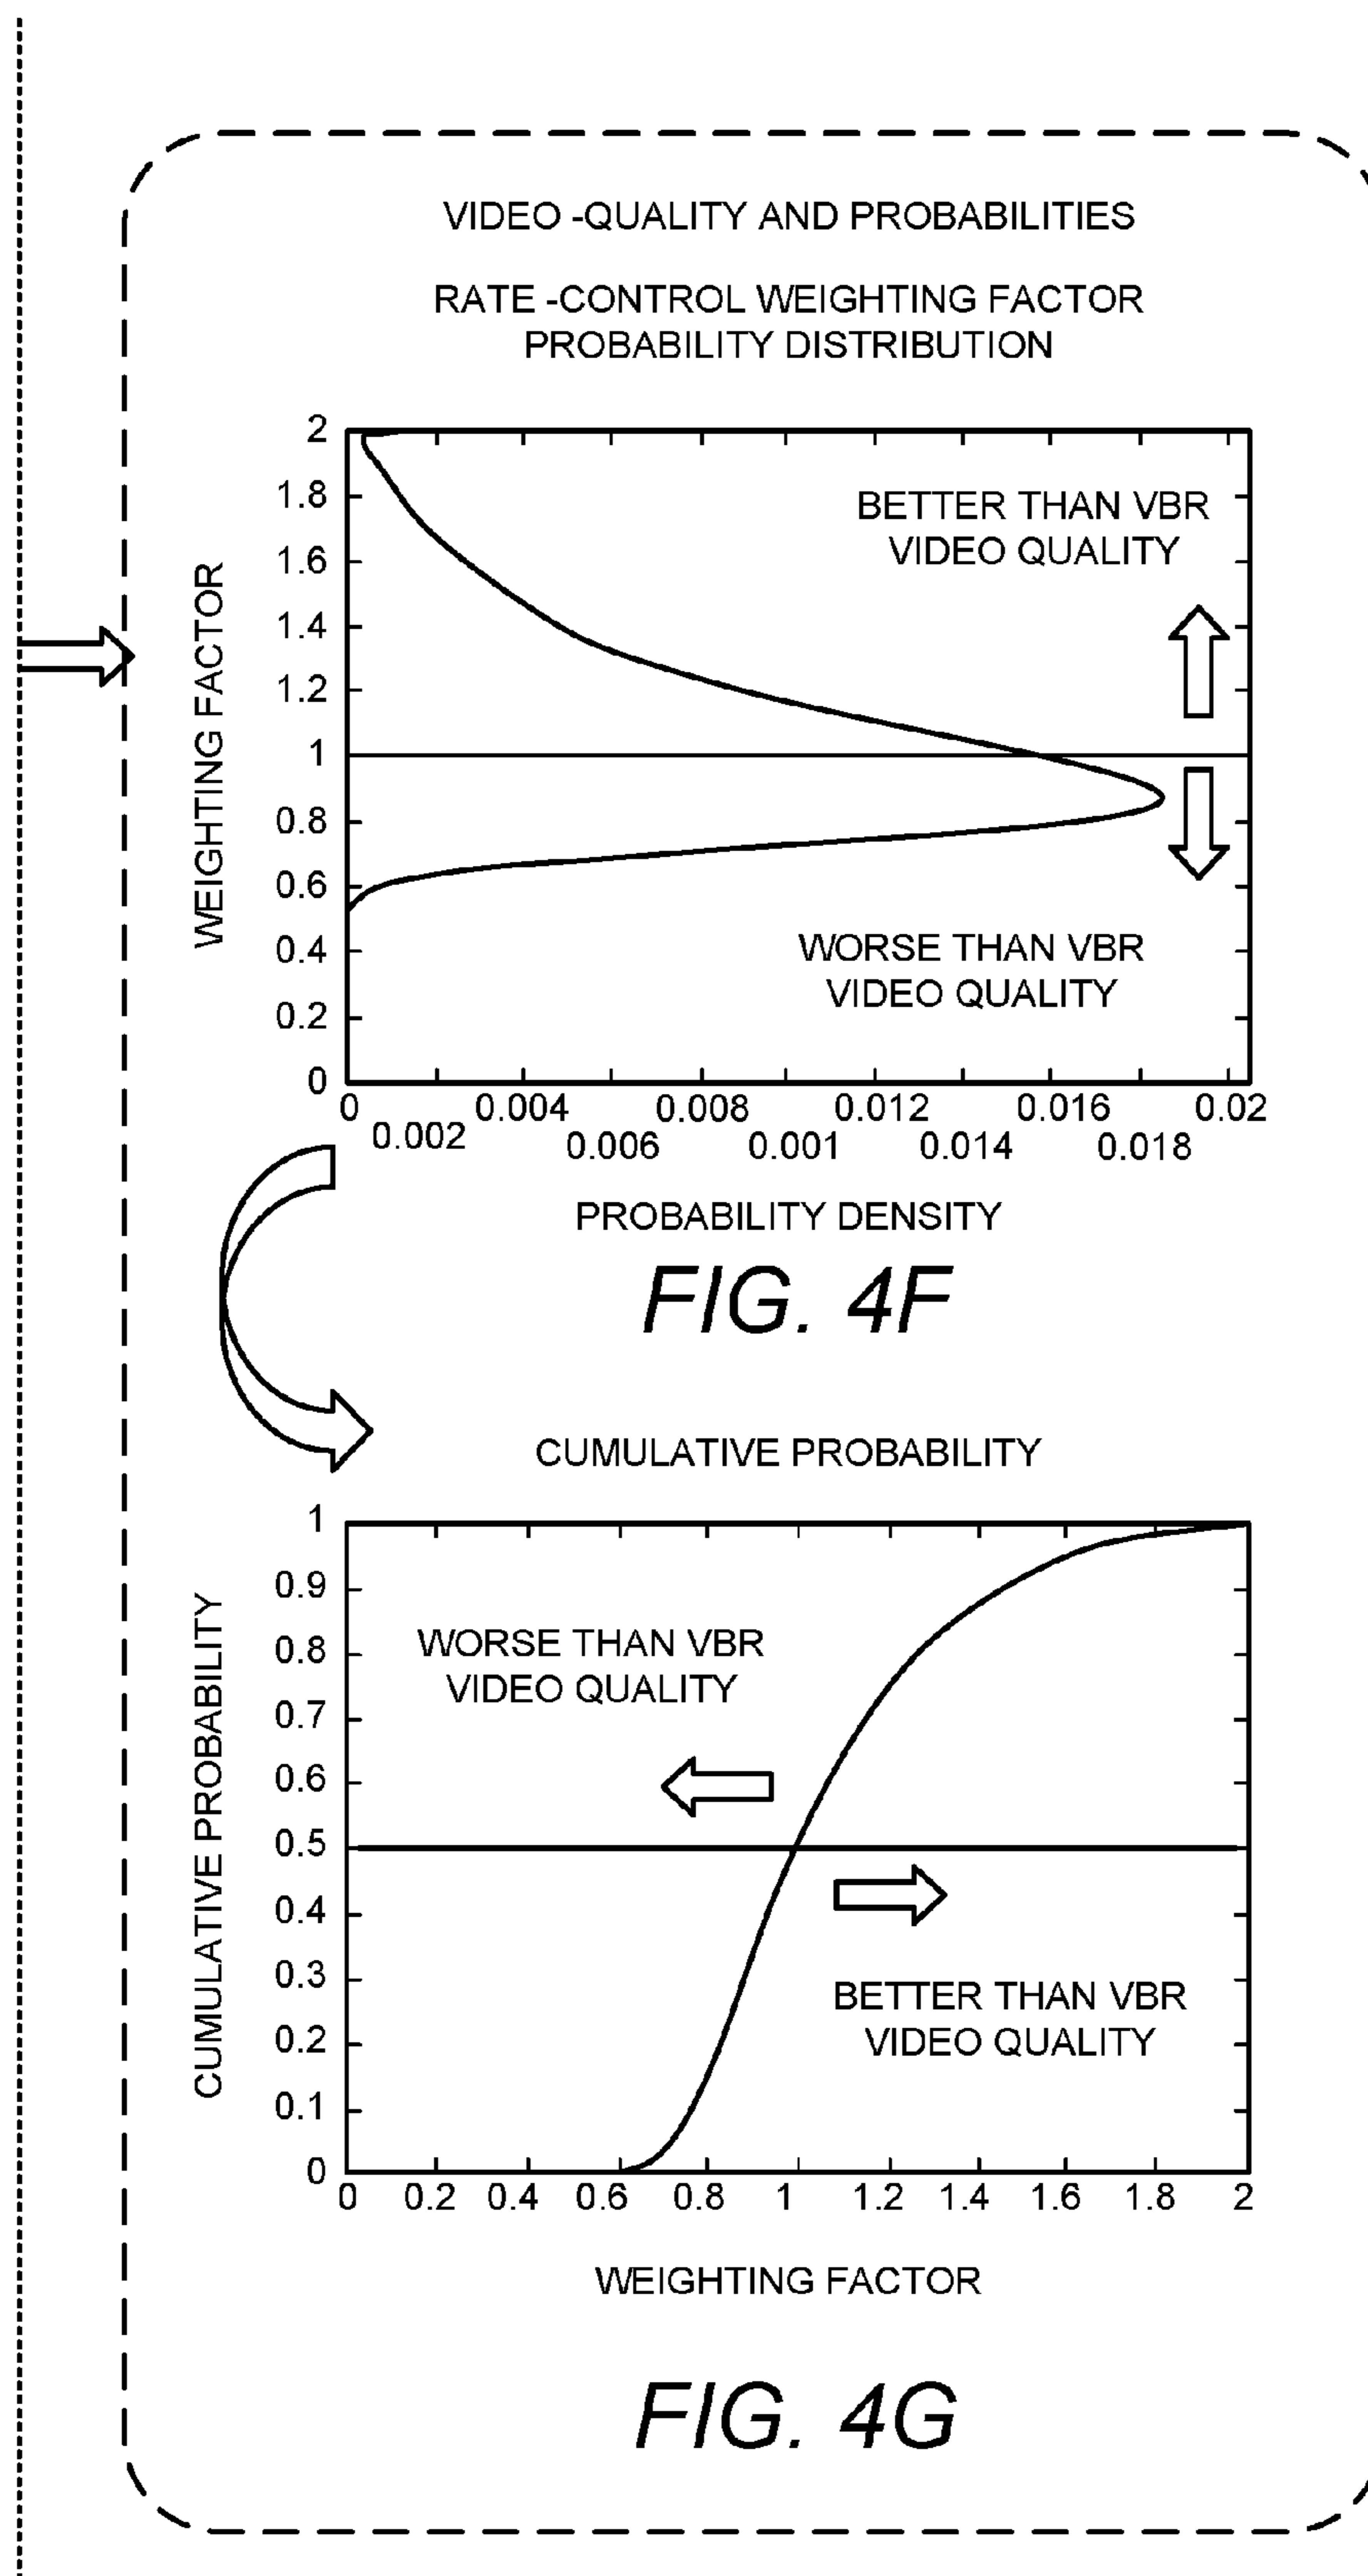 VIDEO -QUALITY AND PROBABILITIES
RATE -CONTROL WEIGHTING FACTOR
PROBABILITY DISTRIBUTION
WEIGHTING FACTOR
2
1.8
1.6
1.4
1.2
1
0.8
0.6
0.4
0.2
0
BETTER THAN VBR
VIDEO QUALITY
WORSE THAN VBR
VIDEO QUALITY
0 0.004 0.008 0.012 0.016 0.02
0.002 0.006 0.001 0.014 0.018
PROBABILITY DENSITY
FIG. 4F
CUMULATIVE PROBABILITY
CUMULATIVE PROBABILITY
1
0.9
0.8
0.7
0.6
0.5
0.4
0.3
0.2
0.1
0
WORSE THAN VBR
VIDEO QUALITY
BETTER THAN VBR
VIDEO QUALITY
0 0.2 0.4 0.6 0.8 1 1.2 1.4 1.6 1.8 2
WEIGHTING FACTOR
FIG. 4G